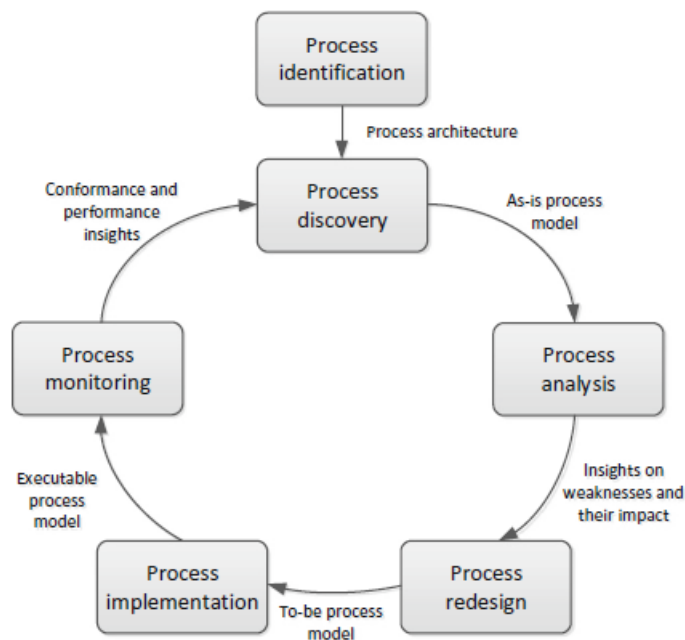 Process
identification
Process architecture
Process
discovery
Conformance and
performance
insights
As-is process
model
Process
monitoring
Process
analysis
Executable
process
model
Insights on
weaknesses and
their impact
Process
implementation
To-be process
model
Process
redesign